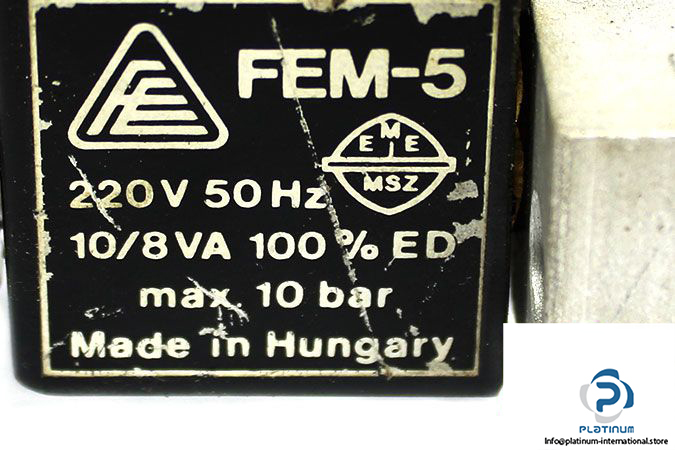 FEM-5
EME
MSZ
220V 50Hz
10/8VA 100% ED
max. 10 bar
Made in Hungary
PLATINUM
Info@platinum-international.store